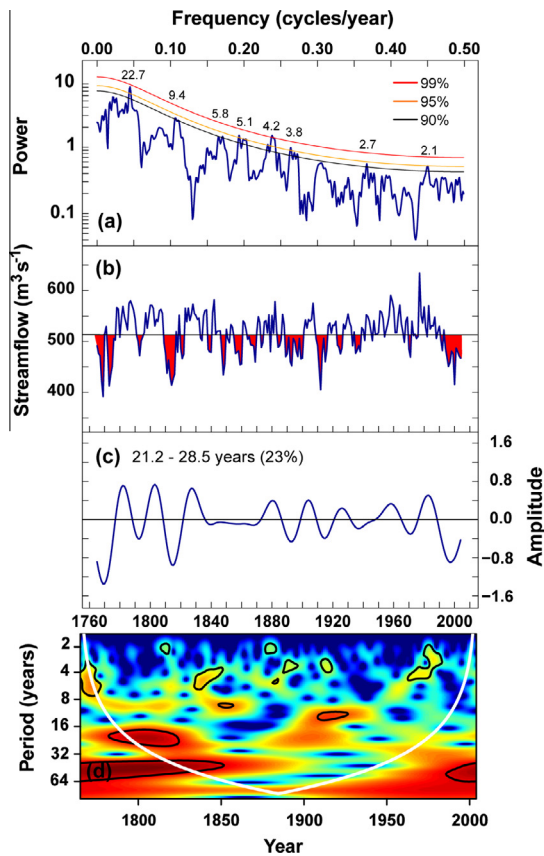 Frequency (cycles/year)
0.00 0.10 0.20 0.30 0.40 0.50
Power
10
1
0.1
22.7
9.4
5.8
5.1
4.2
3.8
2.7
2.1
99%
95%
90%
(a)
Streamflow (m³ s⁻¹)
600
500
400
(b)
(c) 21.2 - 28.5 years (23%)
1.6
0.8
0.0
−0.8
−1.6
Amplitude
1760 1800 1840 1880 1920 1960 2000
Period (years)
2
4
8
16
32
64
(d)
1800 1850 1900 1950 2000
Year